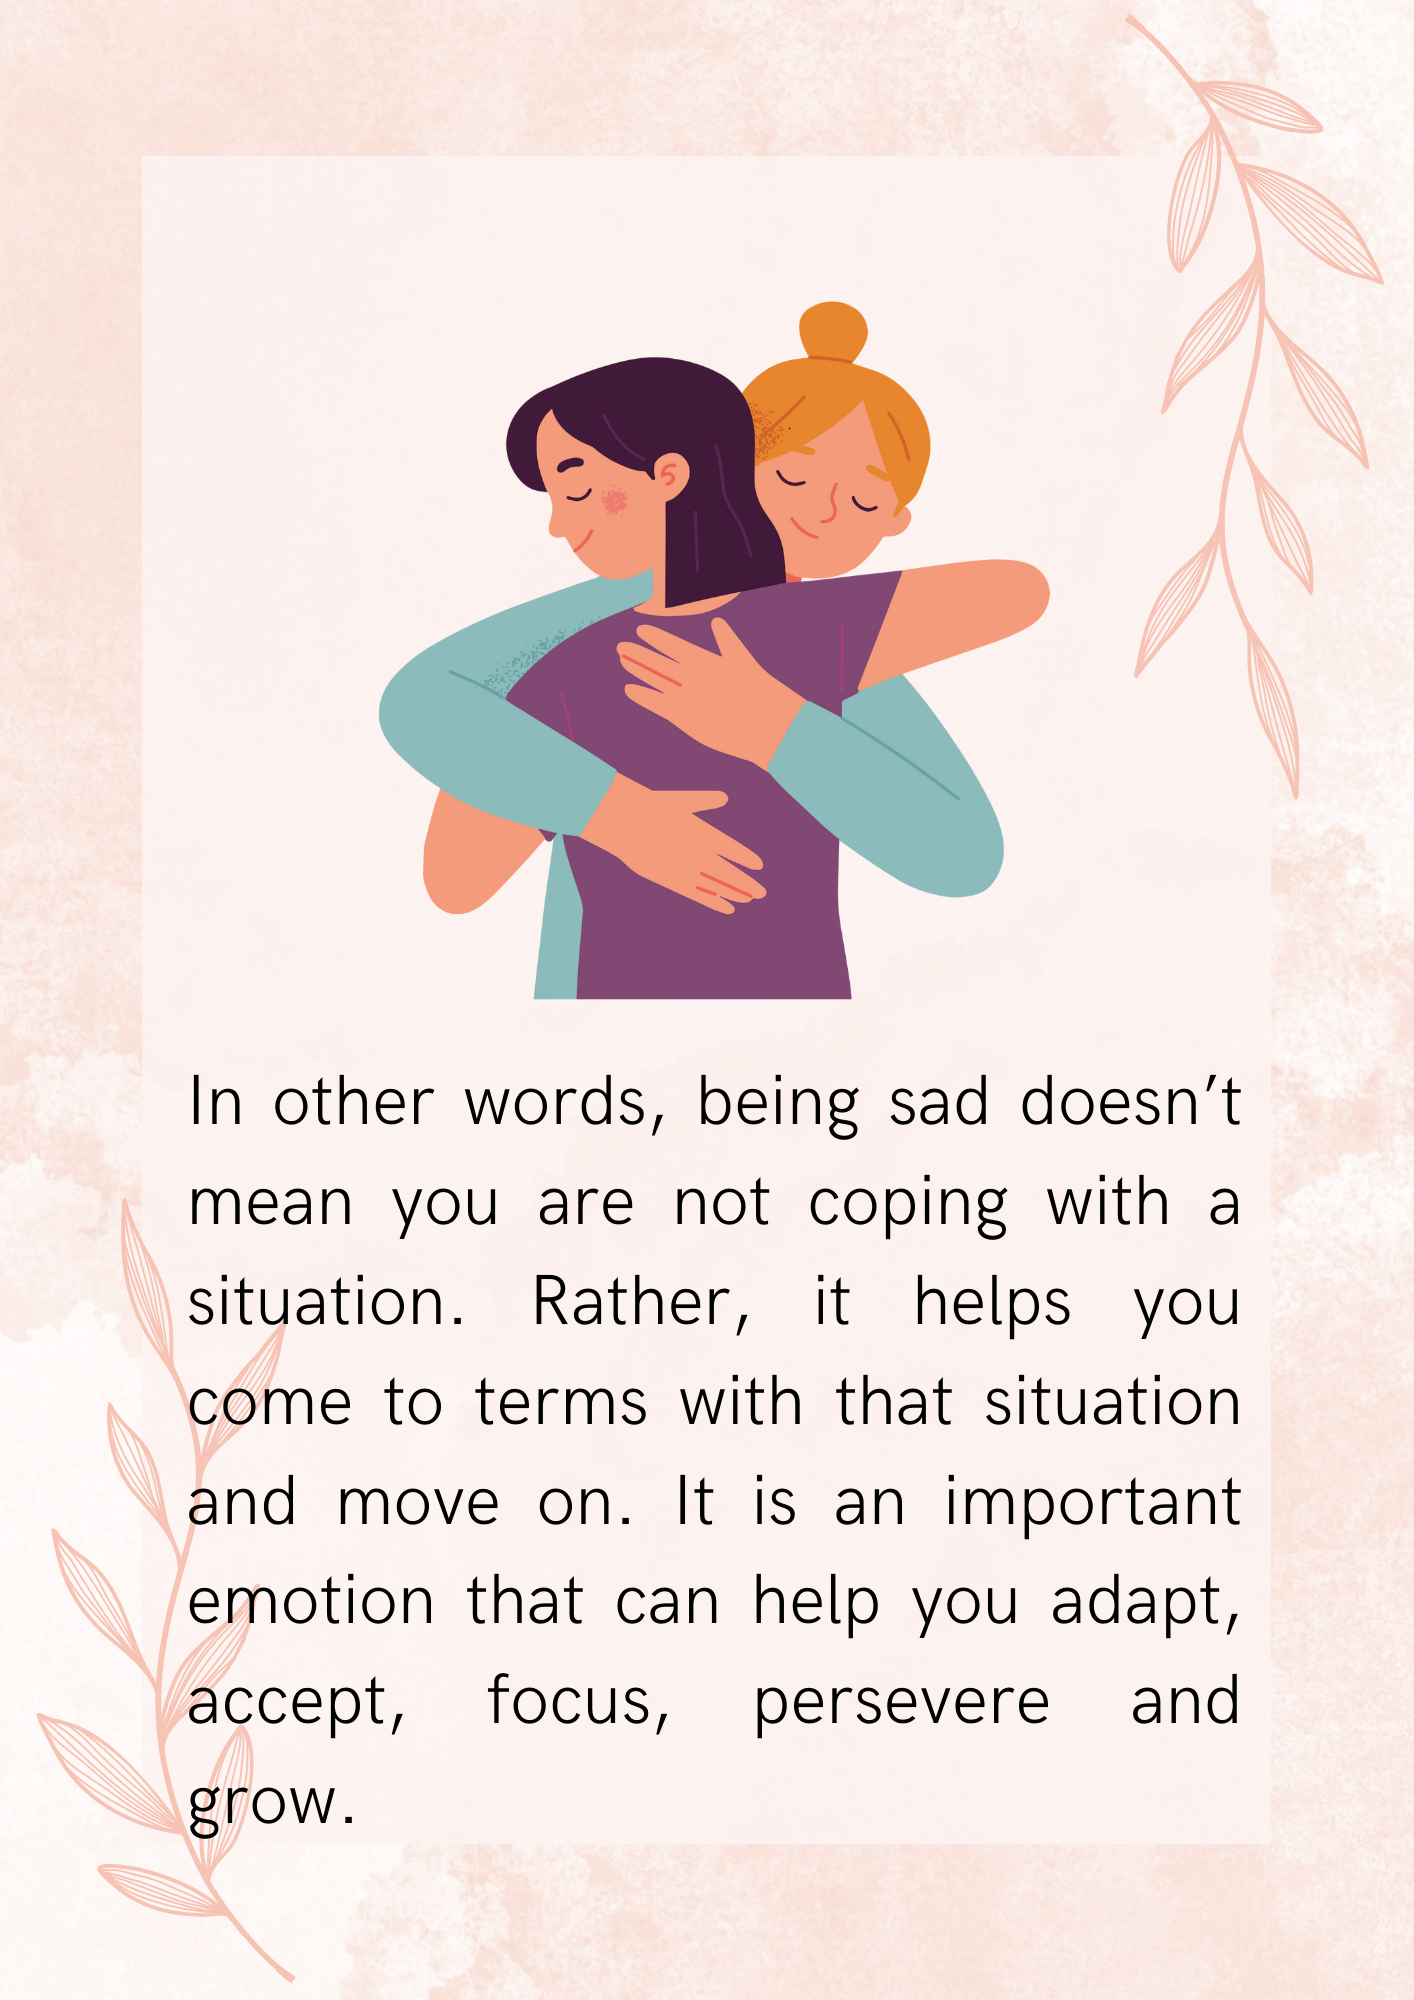 In other words, being sad doesn’t
mean you are not coping with a
situation. Rather, it helps you
come to terms with that situation
and move on. It is an important
emotion that can help you adapt,
accept, focus, persevere and
grow.